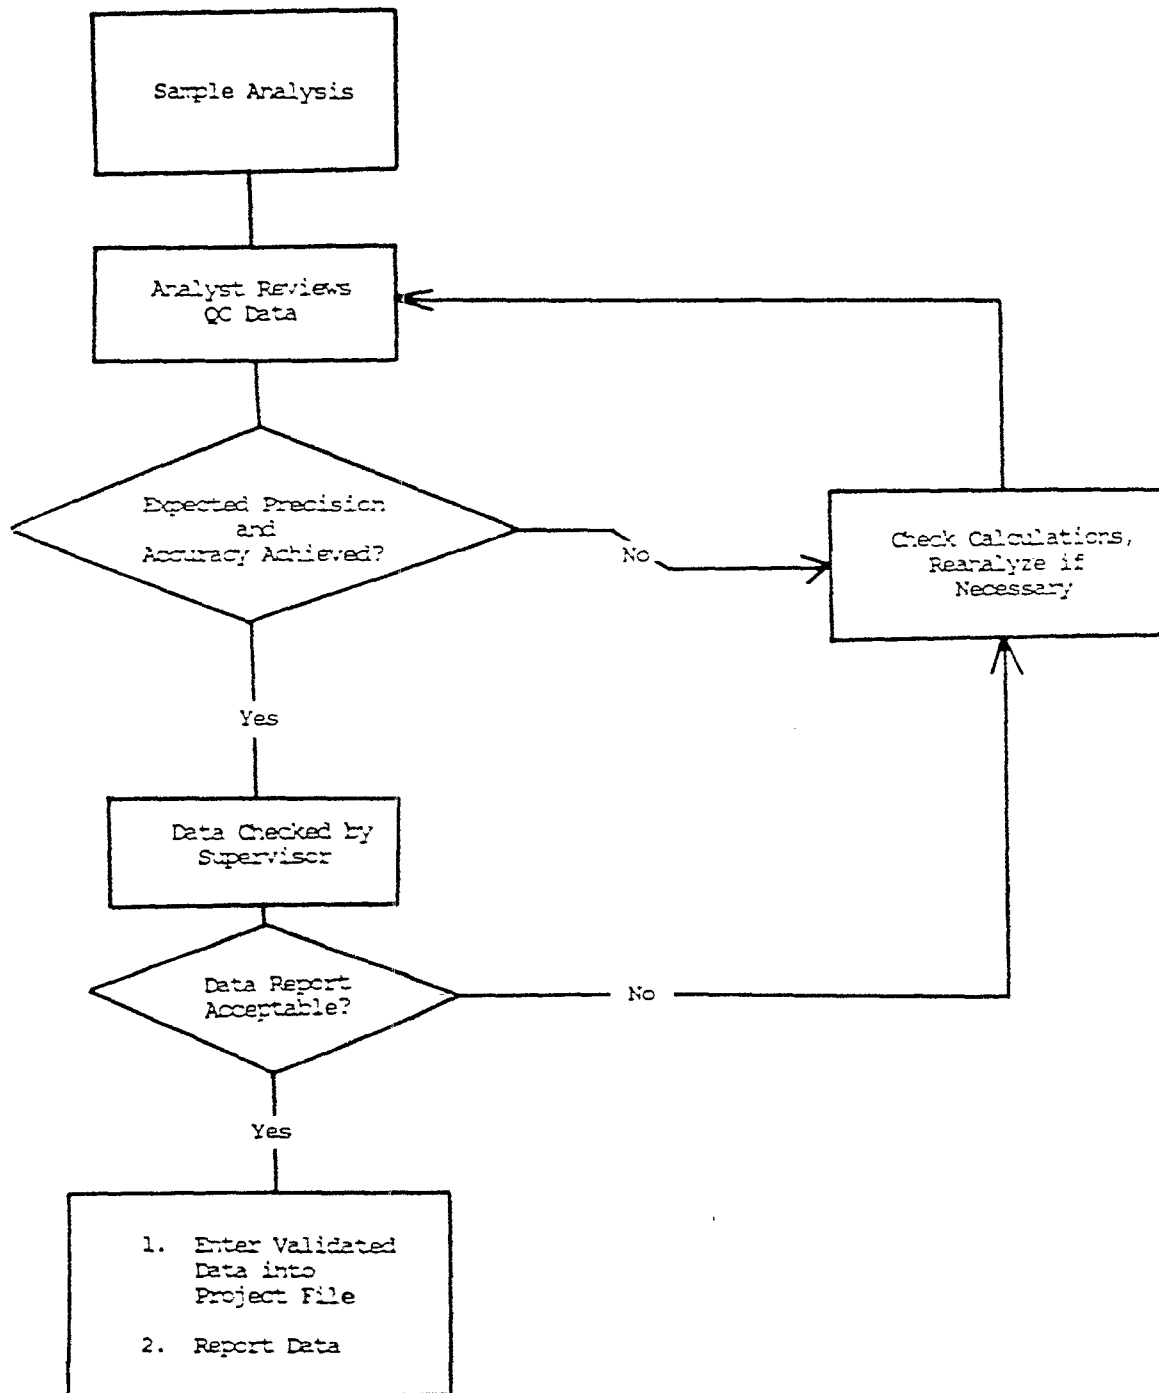 Sample Analysis
Analyst Reviews
QC Data
Expected Precision
and
Accuracy Achieved?
No
Check Calculations,
Reanalyze if
Necessary
Yes
Data Checked by
Supervisor
Data Report
Acceptable?
No
Yes
1. Enter Validated
Data into
Project File
2. Report Data